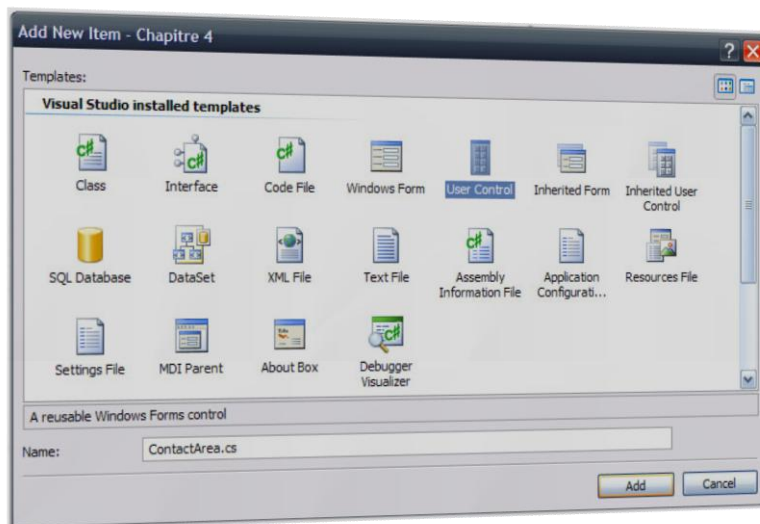 Add New Item - Chapitre 4
Templates:
Visual Studio installed templates
Class
Interface
Code File
Windows Form
User Control
Inherited Form
Inherited User
Control
SQL Database
DataSet
XML File
Text File
Assembly
Information File
Application
Configurati...
Resources File
Settings File
MDI Parent
About Box
Debugger
Visualizer
A reusable Windows Forms control
Name:
ContactArea.cs
Add
Cancel